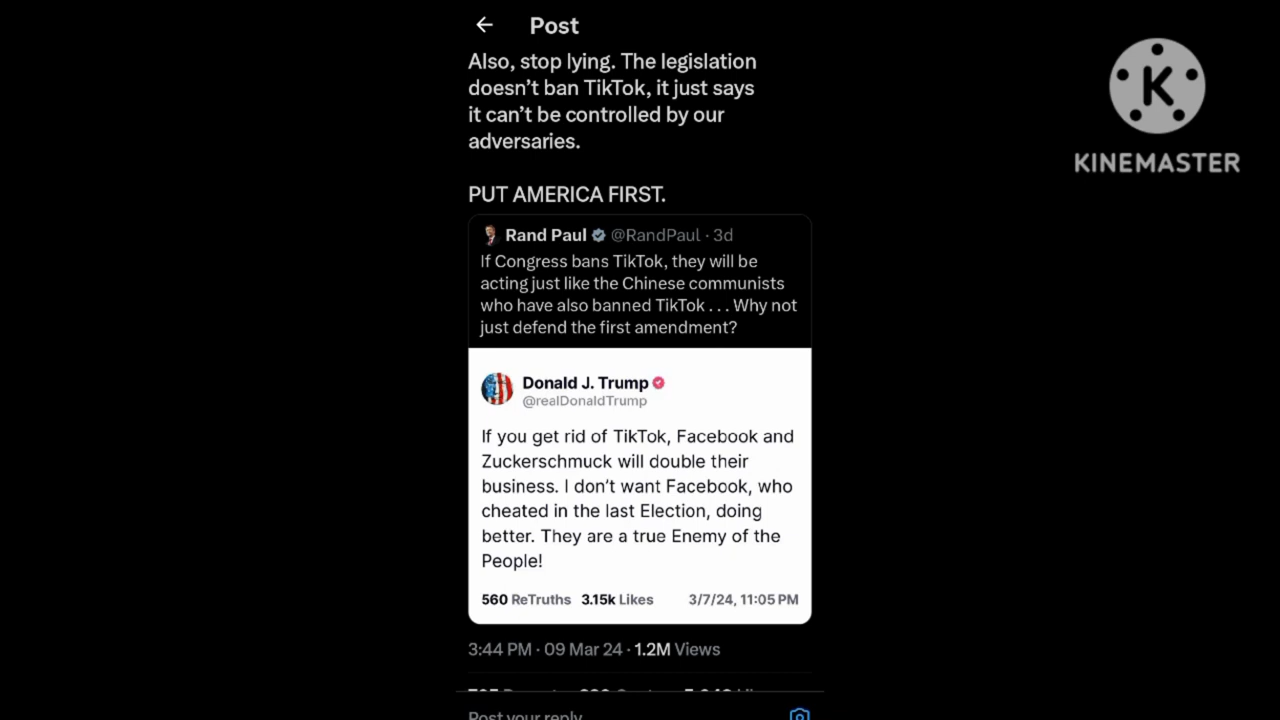 Post
Also, stop lying. The legislation
doesn’t ban TikTok, it just says
it can’t be controlled by our
adversaries.
PUT AMERICA FIRST.
Rand Paul @RandPaul · 3d
If Congress bans TikTok, they will be
acting just like the Chinese communists
who have also banned TikTok . . . Why not
just defend the first amendment?
Donald J. Trump
@realDonaldTrump
If you get rid of TikTok, Facebook and
Zuckerschmuck will double their
business. I don’t want Facebook, who
cheated in the last Election, doing
better. They are a true Enemy of the
People!
560 ReTruths 3.15k Likes 3/7/24, 11:05 PM
3:44 PM · 09 Mar 24 · 1.2M Views
Post your reply
K
KINEMASTER